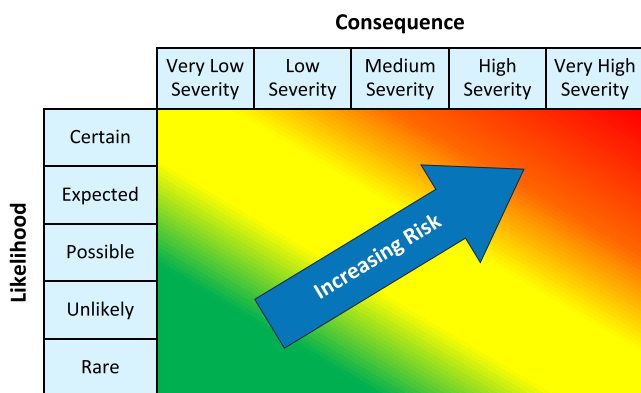 Consequence
Very Low
Severity
Low
Severity
Medium
Severity
High
Severity
Very High
Severity
Likelihood
Certain
Expected
Possible
Unlikely
Rare
Increasing Risk